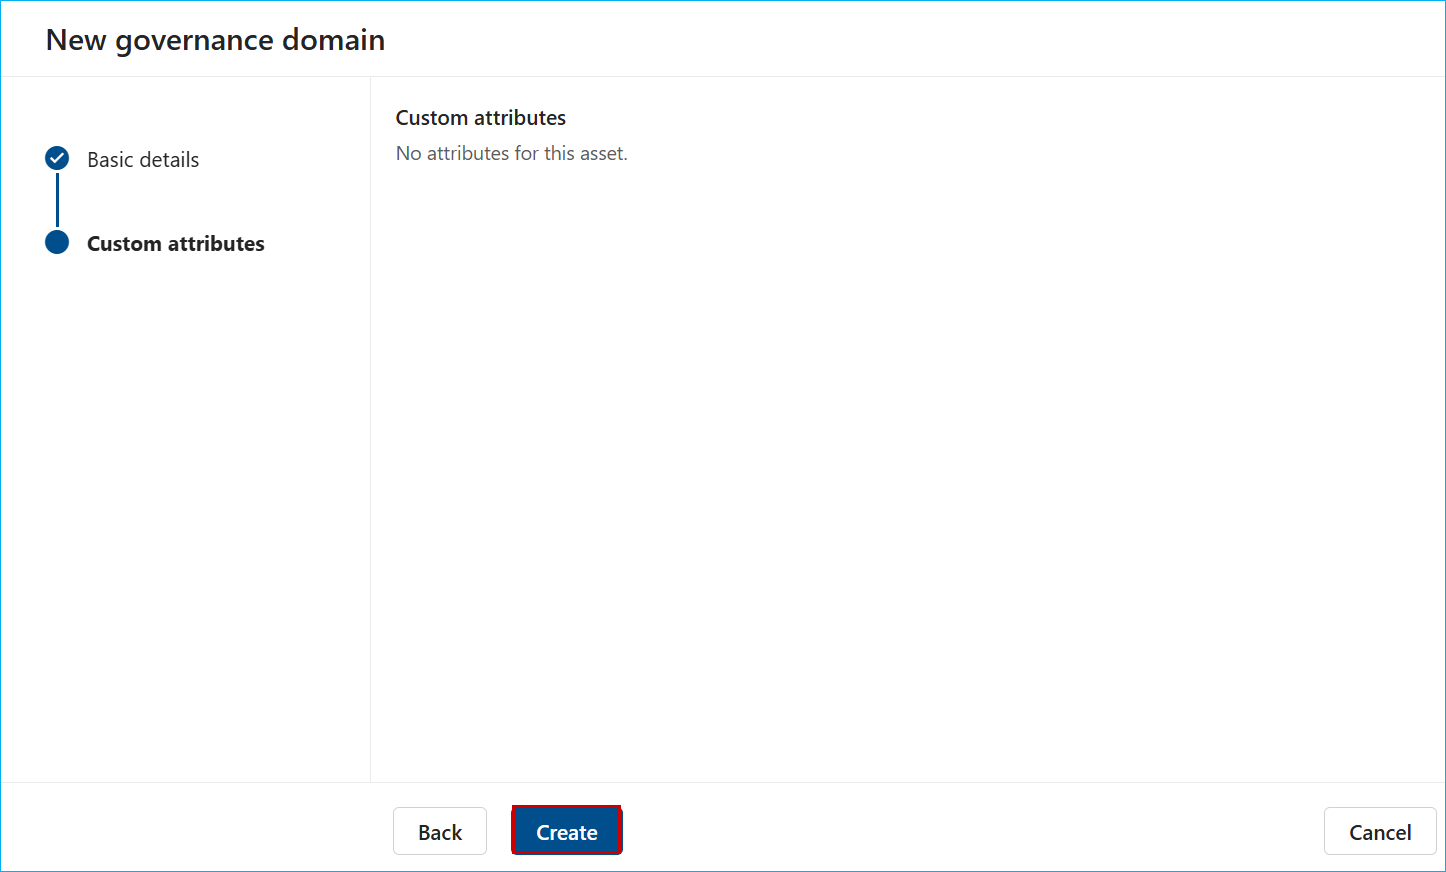 New governance domain
Basic details
Custom attributes
Custom attributes
No attributes for this asset.
Back
Create
Cancel